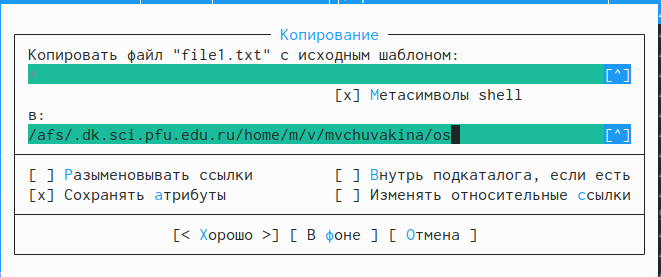 Копирование
Копировать файл "file1.txt" с исходным шаблоном:
* [^]
[x] Метасимволы shell
в:
/afs/.dk.sci.pfu.edu.ru/home/m/v/mvchuvakina/os [^]
[ ] Разыменовывать ссылки [ ] Внутрь подкаталога, если есть
[x] Сохранять атрибуты [ ] Изменять относительные ссылки
[< Хорошо >] [ В фоне ] [ Отмена ]